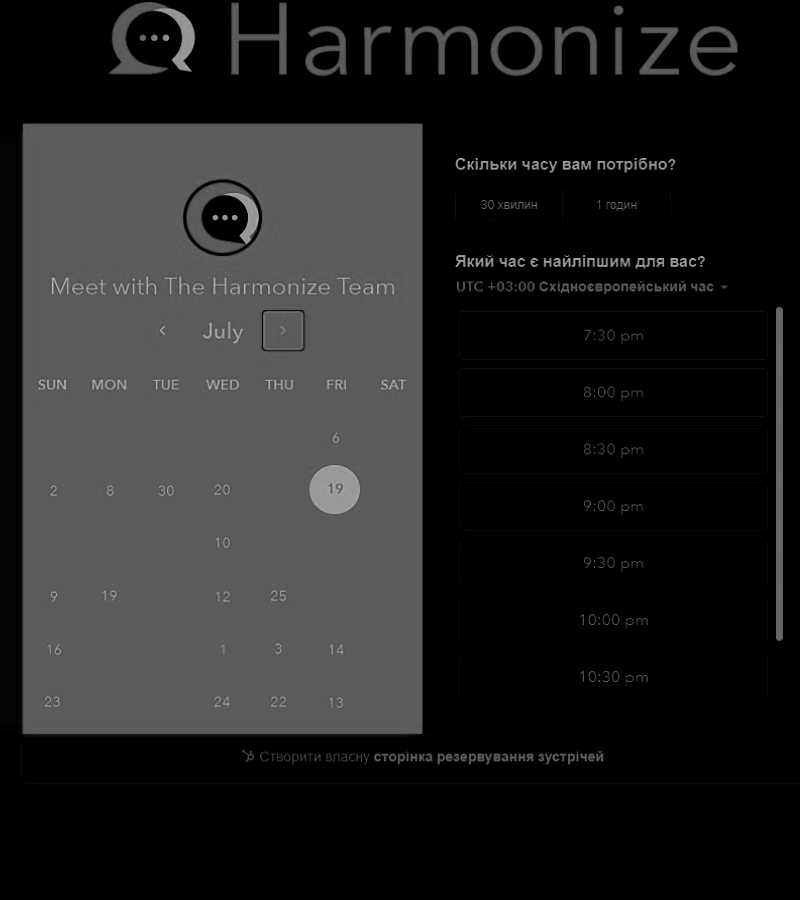 Harmonize
Meet with The Harmonize Team
July
SUN MON TUE WED THU FRI SAT
6
2 8 30 20 19
10
9 19 12 25
16 1 3 14
23 24 22 13
Скільки часу вам потрібно?
30 хвилин 1 годин
Який час є найліпшим для вас?
UTC +03:00 Східноєвропейський час
7:30 pm
8:00 pm
8:30 pm
9:00 pm
9:30 pm
10:00 pm
10:30 pm
Створити власну сторінка резервування зустрічей